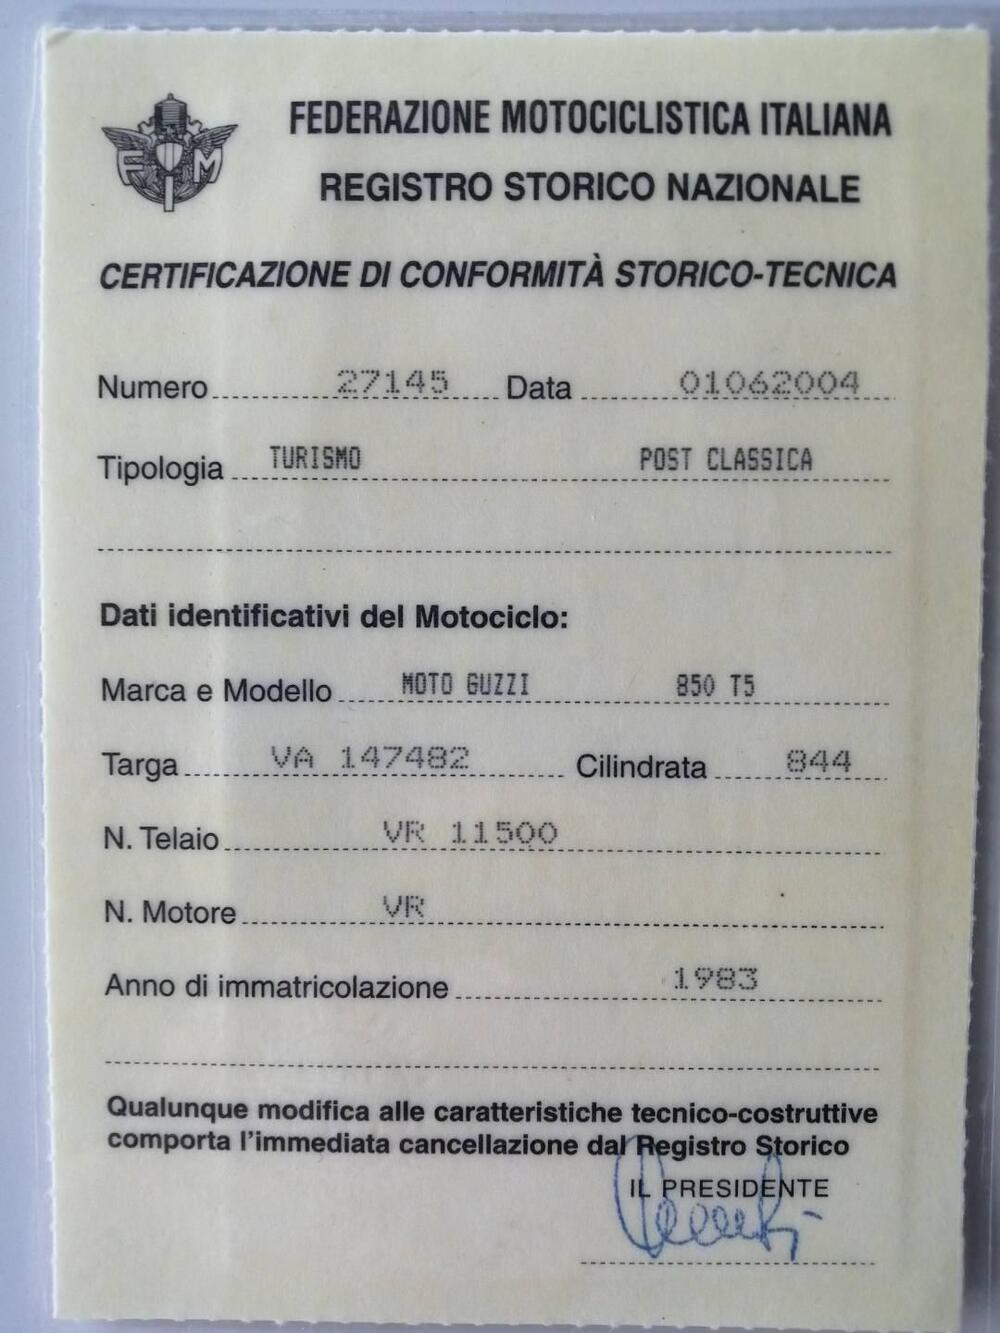 FIM
FEDERAZIONE MOTOCICLISTICA ITALIANA
REGISTRO STORICO NAZIONALE
CERTIFICAZIONE DI CONFORMITÀ STORICO-TECNICA
Numero 27145 Data 01062004
Tipologia TURISMO POST CLASSICA
Dati identificativi del Motociclo:
Marca e Modello MOTO GUZZI 850 T5
Targa VA 147482 Cilindrata 844
N. Telaio VR 11500
N. Motore VR
Anno di immatricolazione 1983
Qualunque modifica alle caratteristiche tecnico-costruttive
comporta l'immediata cancellazione dal Registro Storico
IL PRESIDENTE